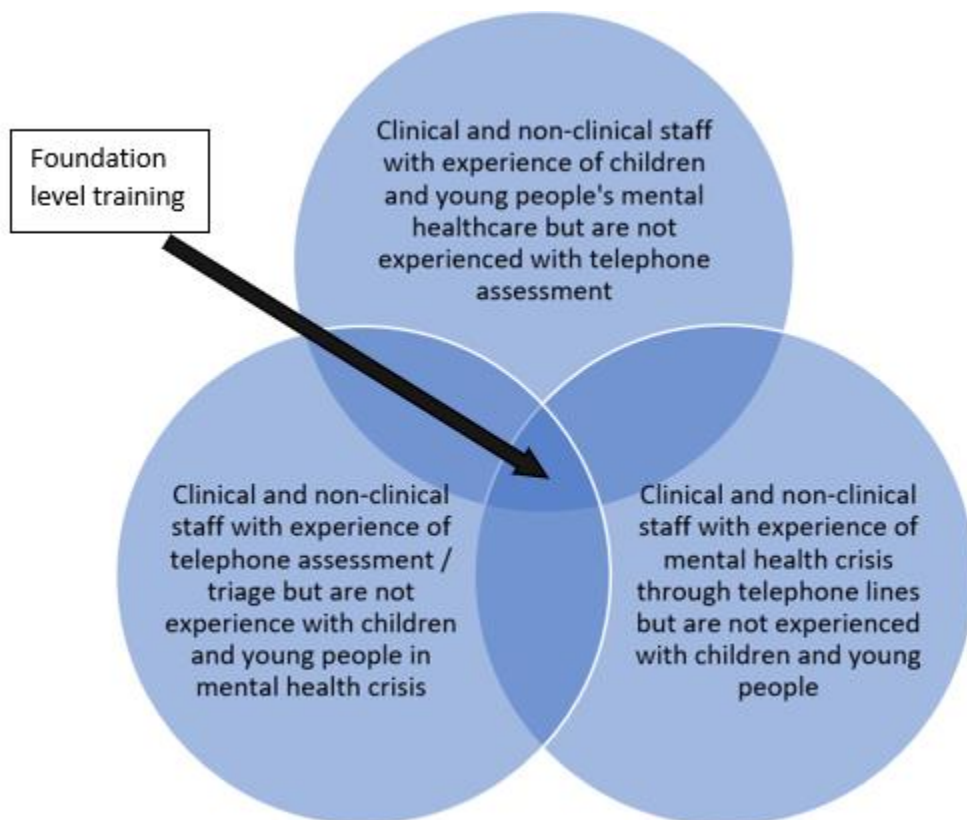 Foundation
level training
Clinical and non-clinical staff
with experience of children
and young people's mental
healthcare but are not
experienced with telephone
assessment
Clinical and non-clinical
staff with experience of
telephone assessment /
triage but are not
experience with children
and young people in
mental health crisis
Clinical and non-clinical
staff with experience of
mental health crisis
through telephone lines
but are not experienced
with children and young
people